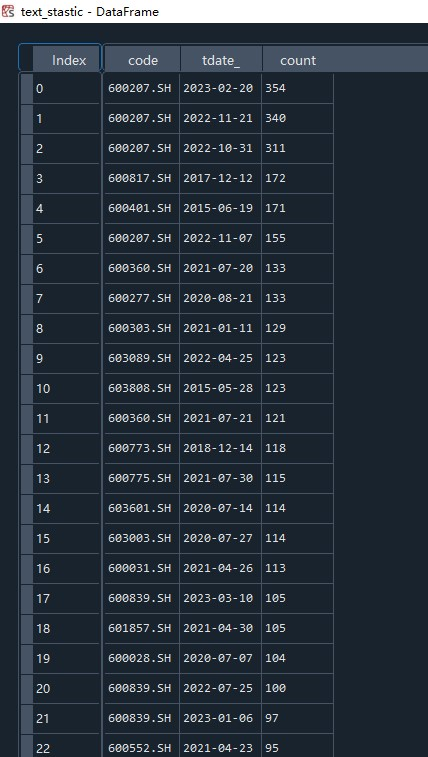 text_stastic - DataFrame
Index code tdate_ count
0 600207.SH 2023-02-20 354
1 600207.SH 2022-11-21 340
2 600207.SH 2022-10-31 311
3 600817.SH 2017-12-12 172
4 600401.SH 2015-06-19 171
5 600207.SH 2022-11-07 155
6 600360.SH 2021-07-20 133
7 600277.SH 2020-08-21 133
8 600303.SH 2021-01-11 129
9 603089.SH 2022-04-25 123
10 603808.SH 2015-05-28 123
11 600360.SH 2021-07-21 121
12 600773.SH 2018-12-14 118
13 600775.SH 2021-07-30 115
14 603601.SH 2020-07-14 114
15 603003.SH 2020-07-27 114
16 600031.SH 2021-04-26 113
17 600839.SH 2023-03-10 105
18 601857.SH 2021-04-30 105
19 600028.SH 2020-07-07 104
20 600839.SH 2022-07-25 100
21 600839.SH 2023-01-06 97
22 600552.SH 2021-04-23 95